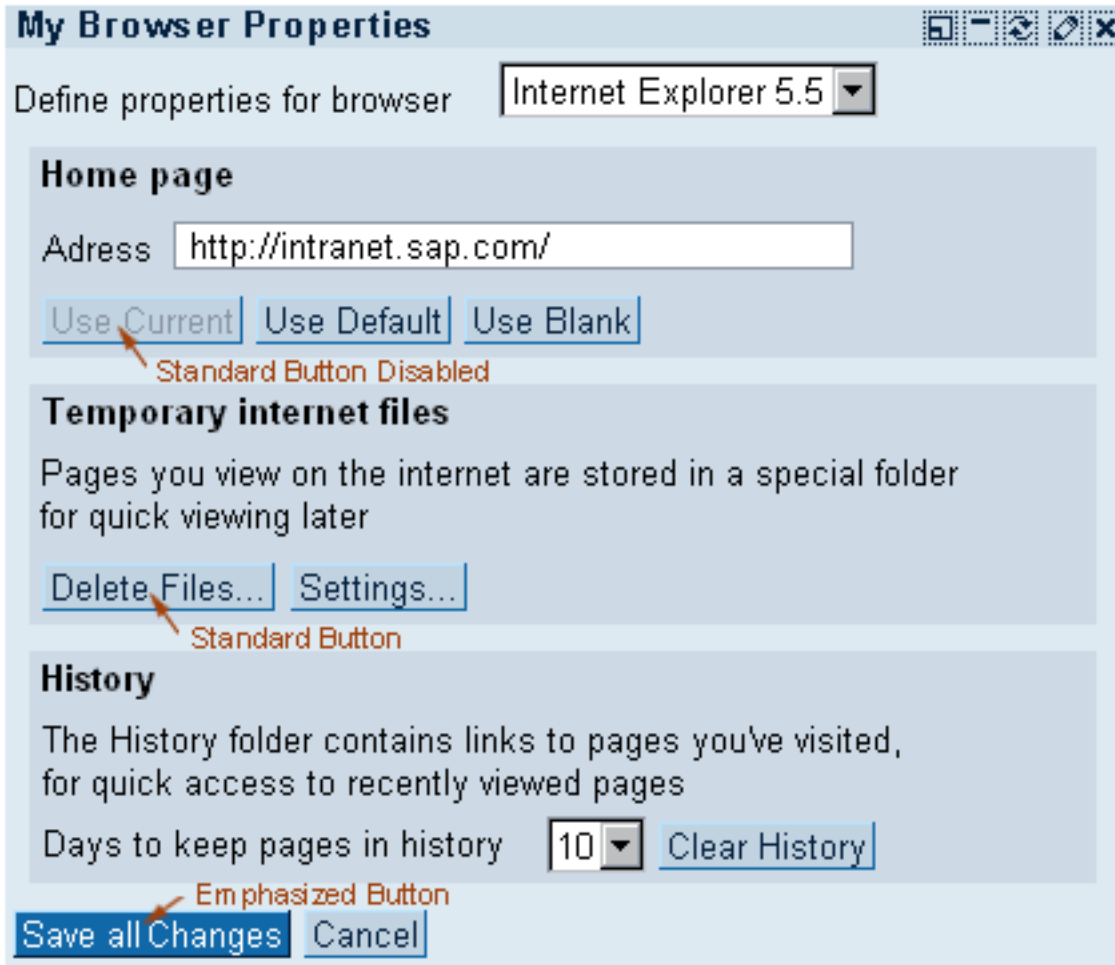 My Browser Properties
Define properties for browser Internet Explorer 5.5
Home page
Adress http://intranet.sap.com/
Use Current Use Default Use Blank
Standard Button Disabled
Temporary internet files
Pages you view on the internet are stored in a special folder
for quick viewing later
Delete Files... Settings...
Standard Button
History
The History folder contains links to pages you've visited,
for quick access to recently viewed pages
Days to keep pages in history 10 Clear History
Emphasized Button
Save all Changes Cancel